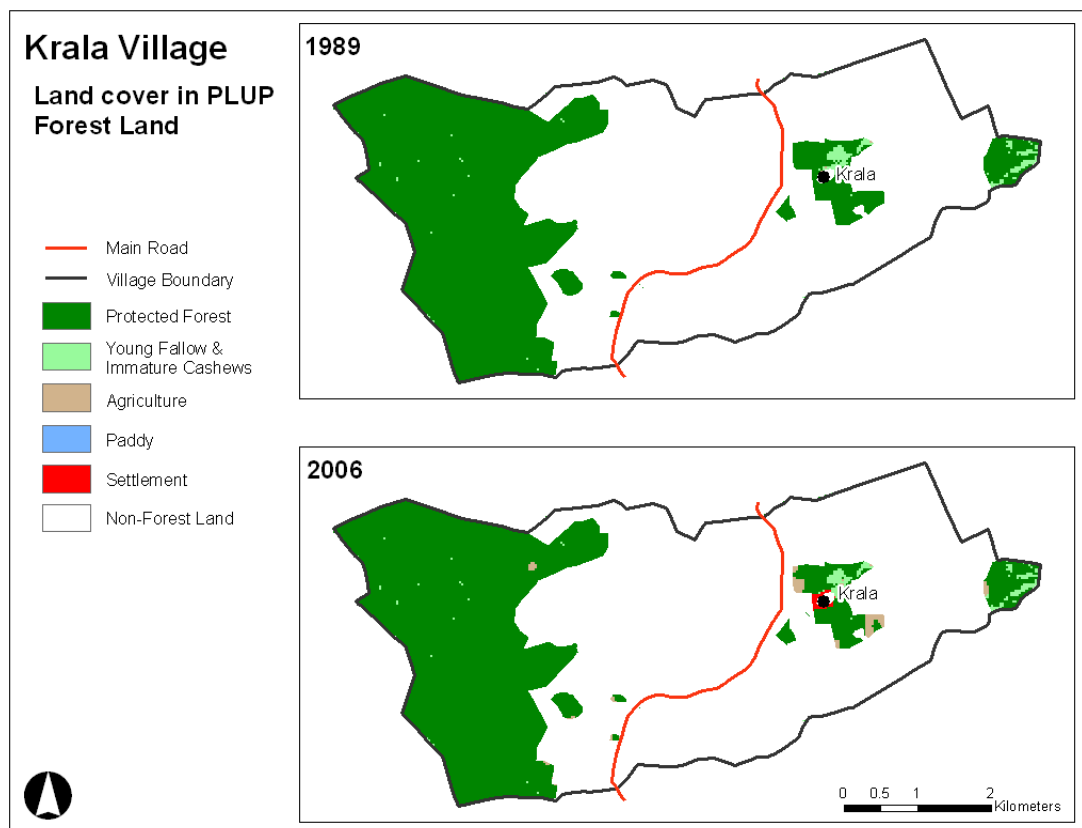 Krala Village
Land cover in PLUP
Forest Land
Main Road
Village Boundary
Protected Forest
Young Fallow &
Immature Cashews
Agriculture
Paddy
Settlement
Non-Forest Land
1989
Krala
2006
Krala
0 0.5 1 2
Kilometers